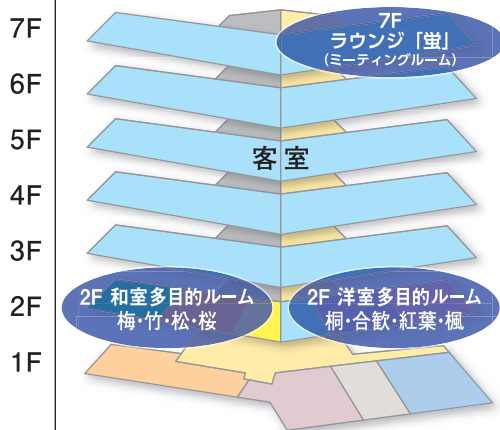 7F
7F
ラウンジ「蛍」
(ミーティングルーム)
6F
5F
客室
4F
3F
2F
2F 和室多目的ルーム
梅・竹・松・桜
2F 洋室多目的ルーム
桐・合歓・紅葉・楓
1F